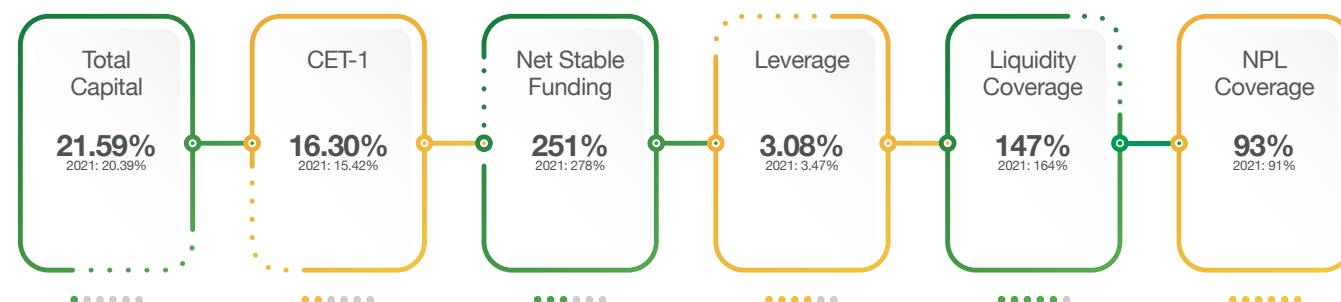 Total
Capital
21.59%
2021: 20.39%
CET-1
16.30%
2021: 15.42%
Net Stable
Funding
251%
2021: 278%
Leverage
3.08%
2021: 3.47%
Liquidity
Coverage
147%
2021: 164%
NPL
Coverage
93%
2021: 91%